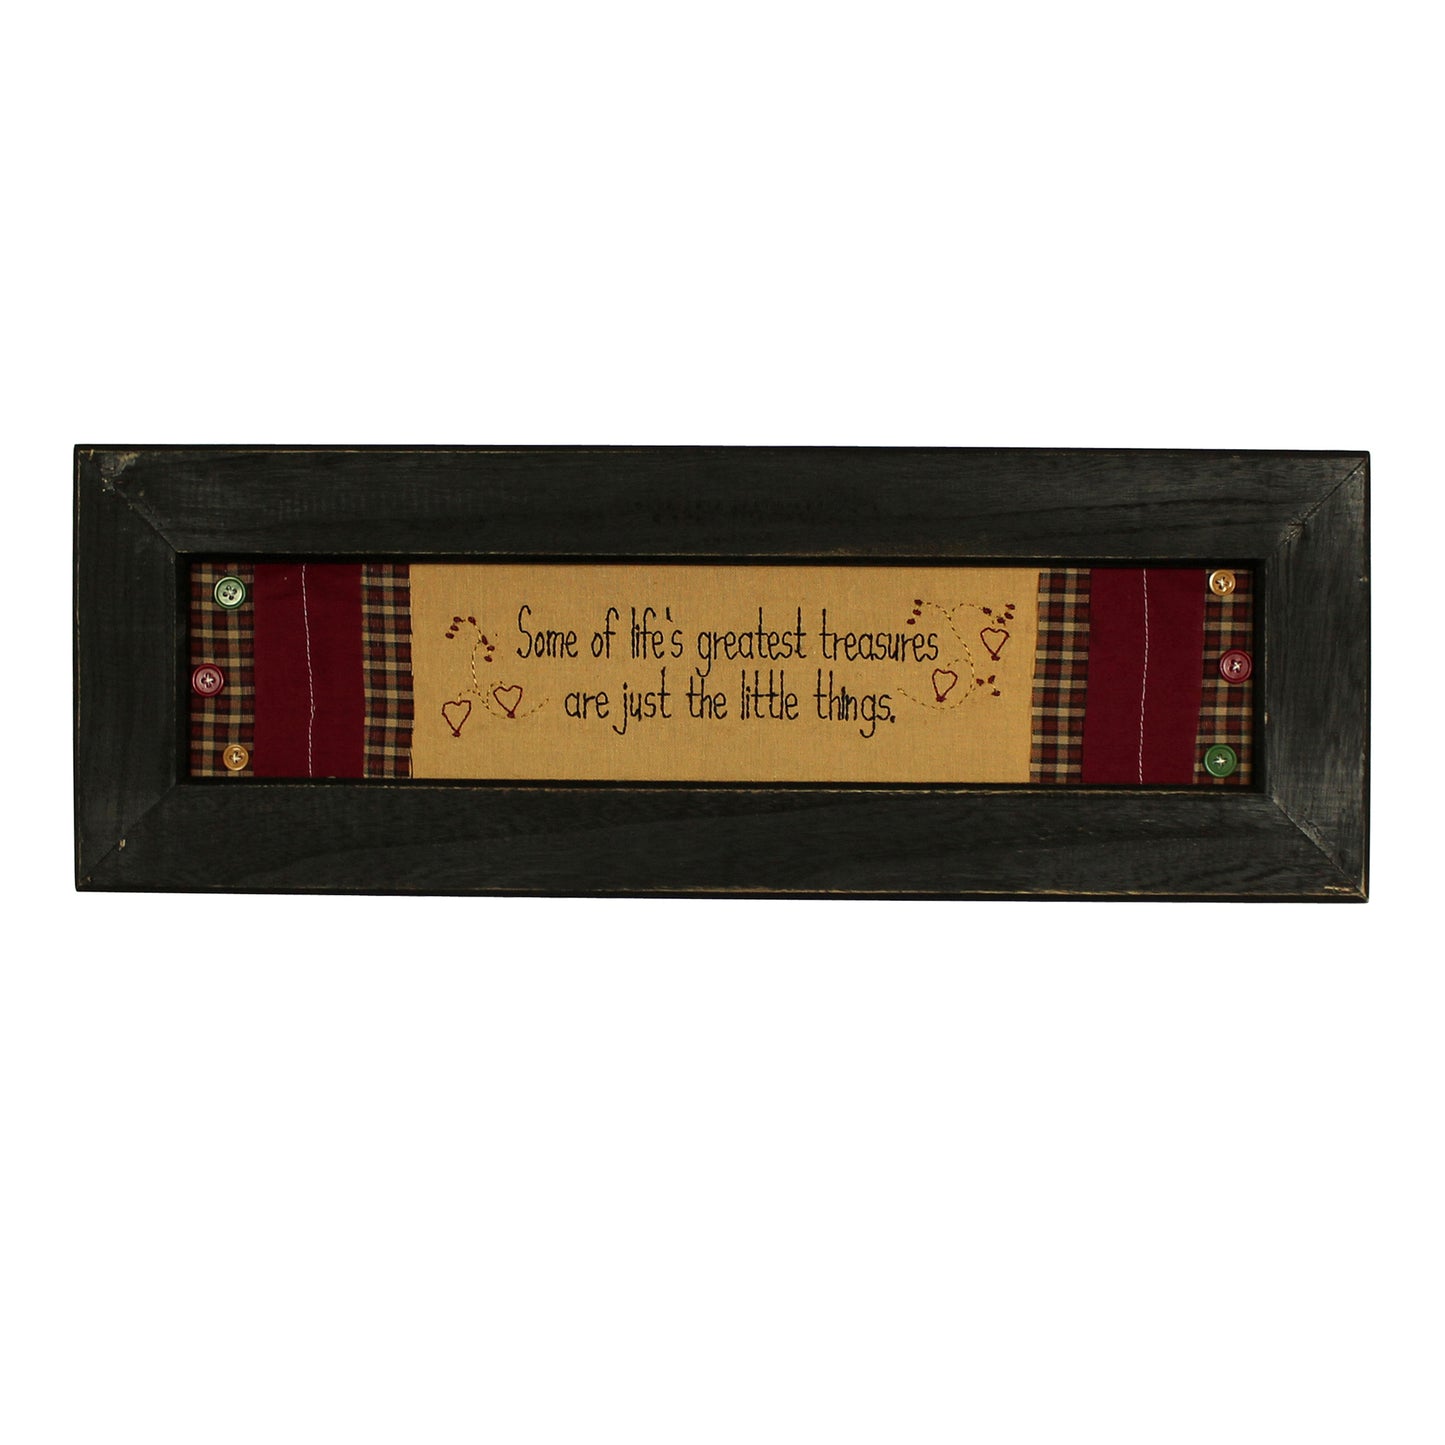 Some of life's greatest treasures
are just the little things.